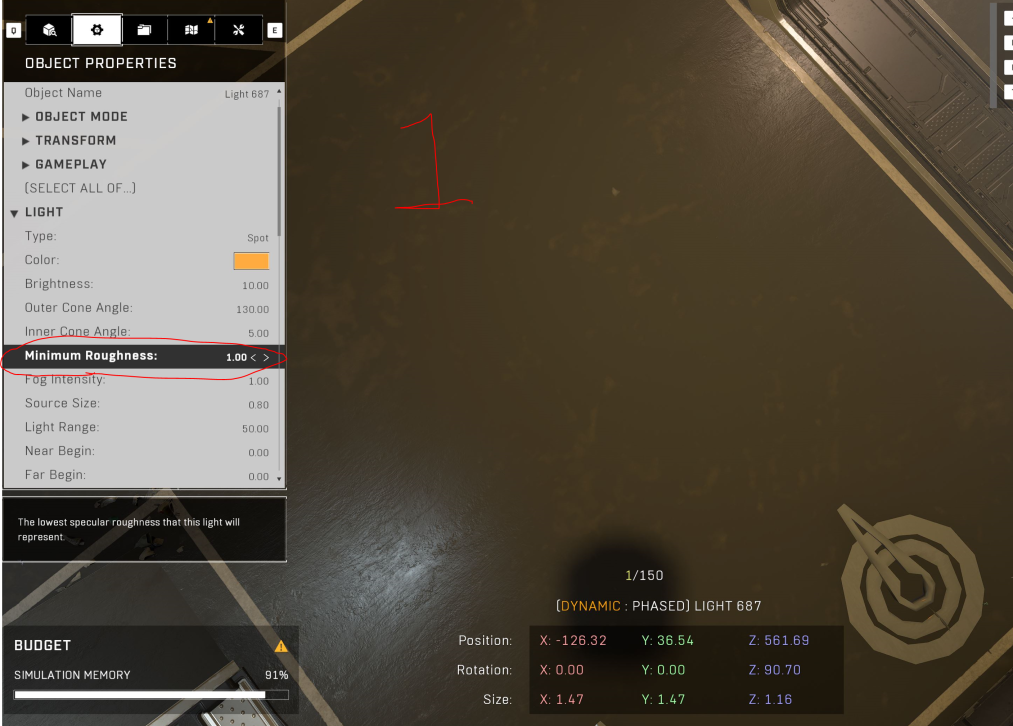 Q
E
OBJECT PROPERTIES
Object Name Light 687
OBJECT MODE
TRANSFORM
GAMEPLAY
(SELECT ALL OF...)
LIGHT
Type: Spot
Color:
Brightness: 10.00
Outer Cone Angle: 130.00
Inner Cone Angle: 5.00
Minimum Roughness: 1.00 < >
Fog Intensity: 1.00
Source Size: 0.80
Light Range: 50.00
Near Begin: 0.00
Far Begin: 0.00
The lowest specular roughness that this light will
represent.
1
1/150
(DYNAMIC : PHASED) LIGHT 687
Position: X: -126.32 Y: 36.54 Z: 561.69
Rotation: X: 0.00 Y: 0.00 Z: 90.70
Size: X: 1.47 Y: 1.47 Z: 1.16
BUDGET
SIMULATION MEMORY 91%